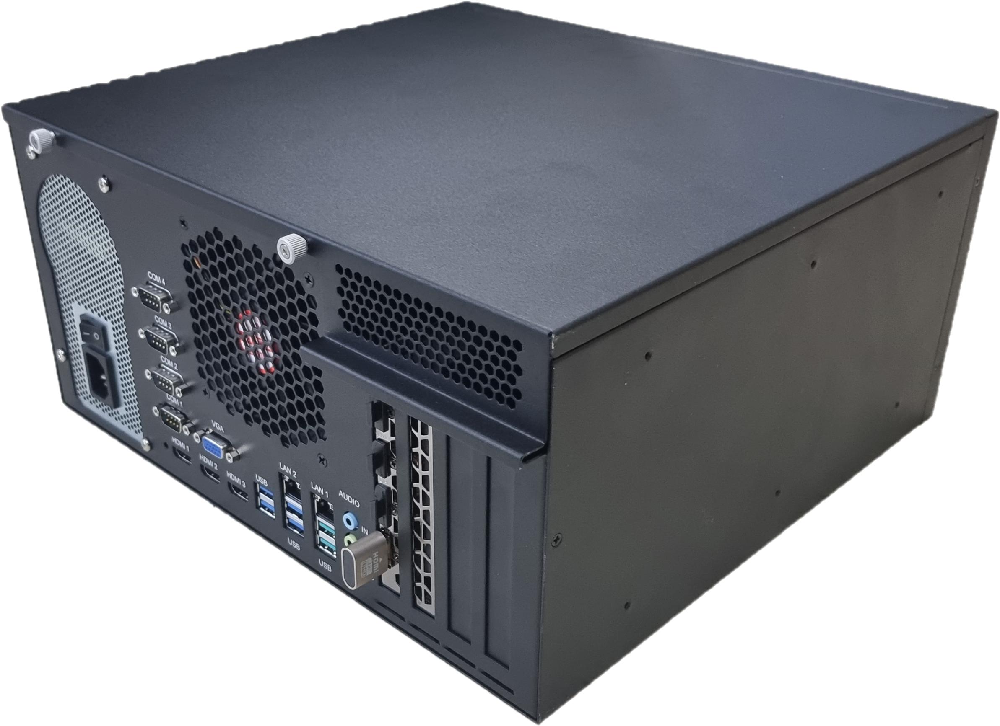 COM 4
COM 3
COM 2
COM 1
VGA
HDMI 1
HDMI 2
HDMI 3
USB
LAN 2
LAN 1
AUDIO
IN
USB
USB
HDMI
UHD